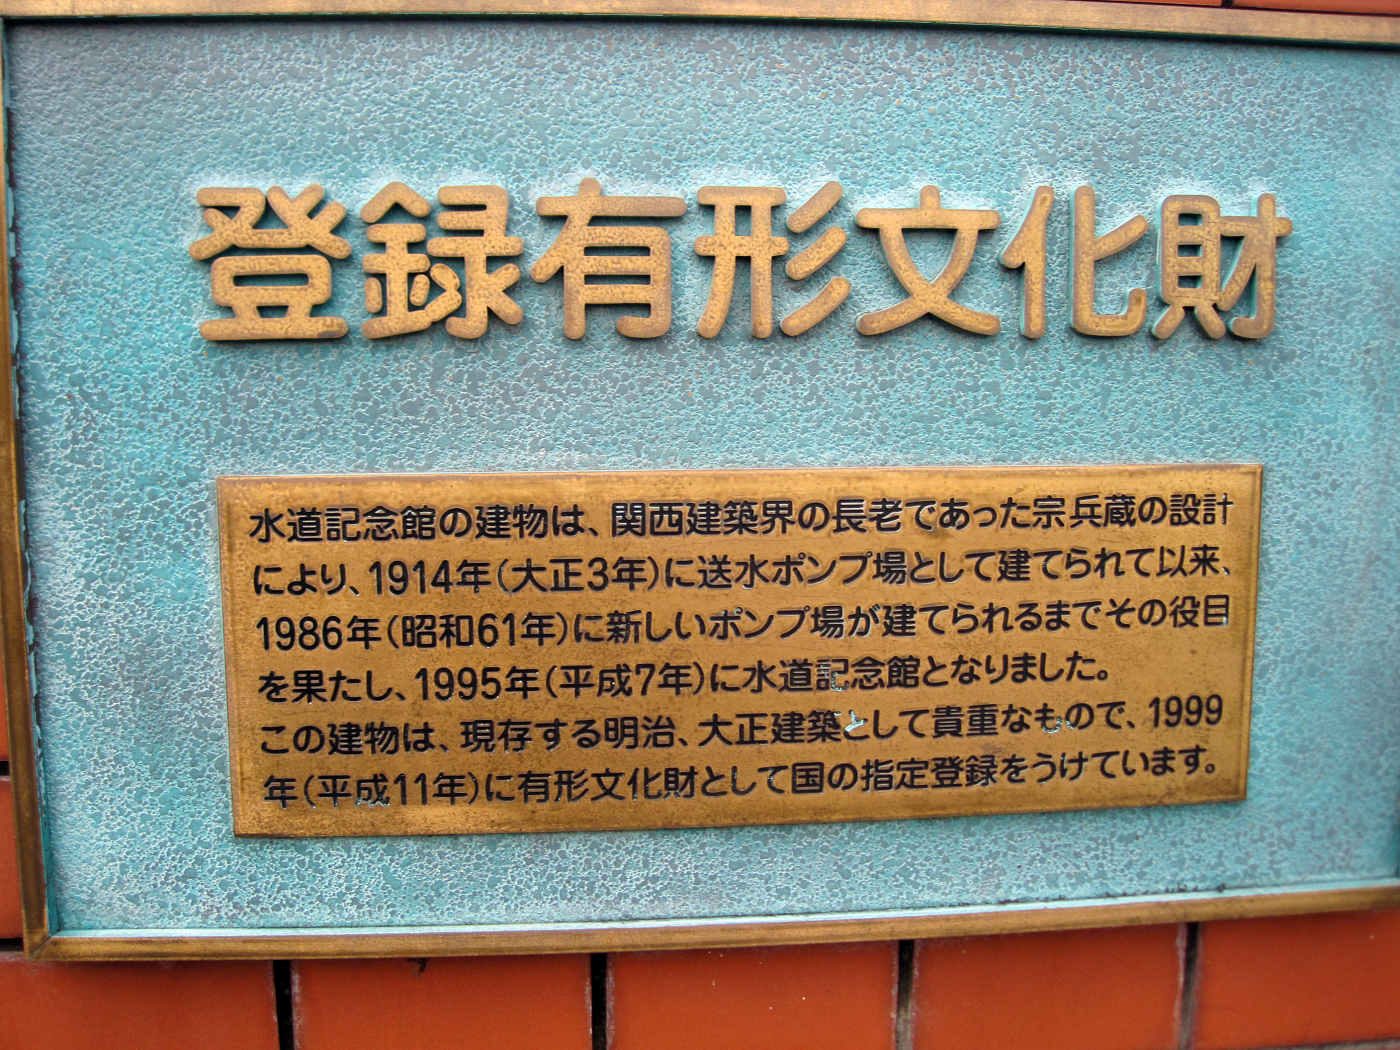 登録有形文化財
水道記念館の建物は、関西建築界の長老であった宗兵蔵の設計
により、1914年(大正3年)に送水ポンプ場として建てられて以来、
1986年(昭和61年)に新しいポンプ場が建てられるまでその役目
を果たし、1995年(平成7年)に水道記念館となりました。
この建物は、現存する明治、大正建築として貴重なもので、1999
年(平成11年)に有形文化財として国の指定登録をうけています。